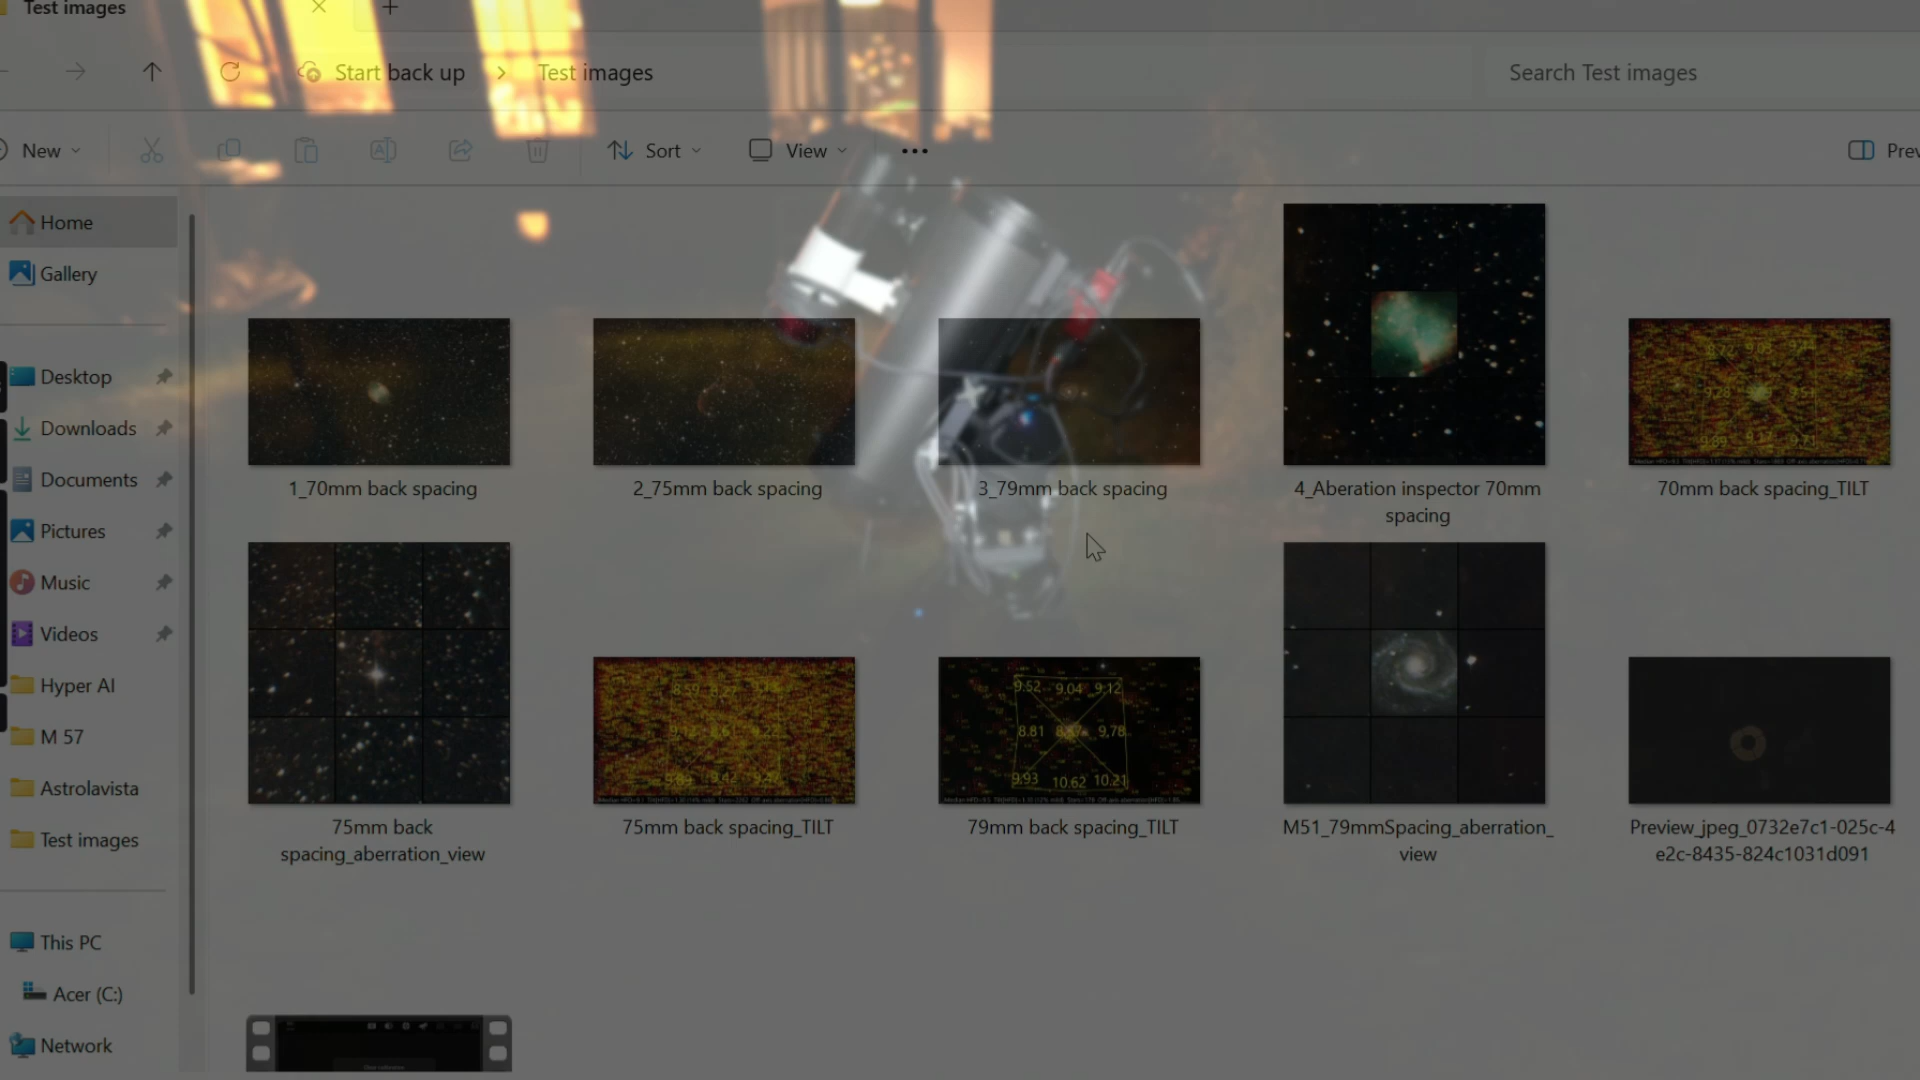 Test images
Start back up > Test images
Search Test images
New
Sort
View
Home
Gallery
Desktop
Downloads
Documents
Pictures
Music
Videos
Hyper AI
M 57
Astrolavista
Test images
This PC
Acer (C:)
Network
1_70mm back spacing
2_75mm back spacing
3_79mm back spacing
4_Aberation inspector 70mm
spacing
70mm back spacing_TILT
9.52 9.04 9.12
8.81 9.78
9.93 10.62 10.21
75mm back
spacing_aberration_view
75mm back spacing_TILT
79mm back spacing_TILT
M51_79mmSpacing_aberration_
view
Preview_jpeg_0732e7c1-025c-4
e2c-8435-824c1031d091